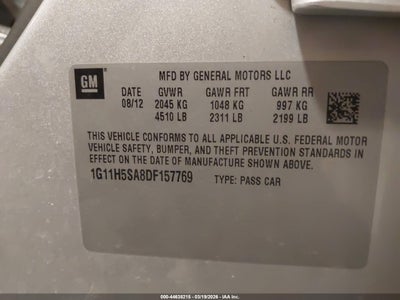 GM
MFD BY GENERAL MOTORS LLC
DATE GVWR GAWR FRT GAWR RR
08/12 2045 KG 1048 KG 997 KG
4510 LB 2311 LB 2199 LB
THIS VEHICLE CONFORMS TO ALL APPLICABLE U.S. FEDERAL MOTOR
VEHICLE SAFETY, BUMPER, AND THEFT PREVENTION STANDARDS IN
EFFECT ON THE DATE OF MANUFACTURE SHOWN ABOVE.
1G11H5SA8DF157769 TYPE: PASS CAR
000-44638215 - 03/19/2026 - IAA Inc.